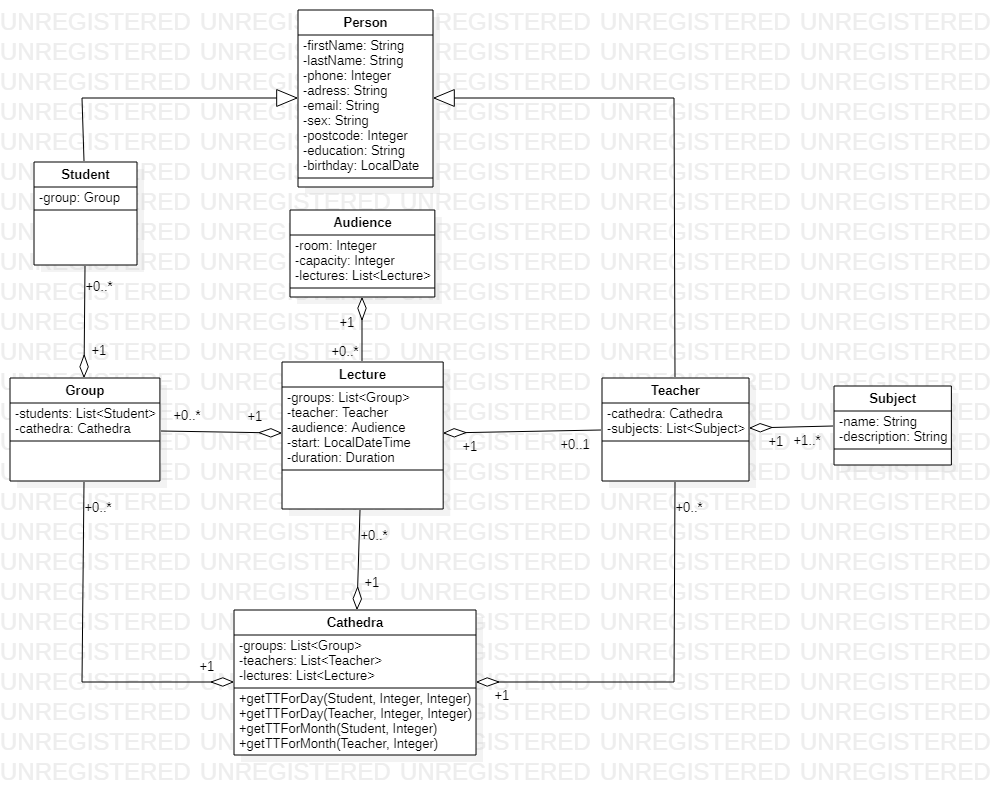 Person
-firstName: String
-lastName: String
-phone: Integer
-adress: String
-email: String
-sex: String
-postcode: Integer
-education: String
-birthday: LocalDate
Student
-group: Group
+0..*
+1
Audience
-room: Integer
-capacity: Integer
-lectures: List<Lecture>
+1
+0..*
Group
-students: List<Student>
-cathedra: Cathedra
+0..*
+1
Lecture
-groups: List<Group>
-teacher: Teacher
-audience: Audience
-start: LocalDateTime
-duration: Duration
+1
+0..1
Teacher
-cathedra: Cathedra
-subjects: List<Subject>
+1
+1..*
Subject
-name: String
-description: String
+0..*
+0..*
+0..*
+1
+1
+1
Cathedra
-groups: List<Group>
-teachers: List<Teacher>
-lectures: List<Lecture>
+getTTForDay(Student, Integer, Integer)
+getTTForDay(Teacher, Integer, Integer)
+getTTForMonth(Student, Integer)
+getTTForMonth(Teacher, Integer)
UNREGISTERED